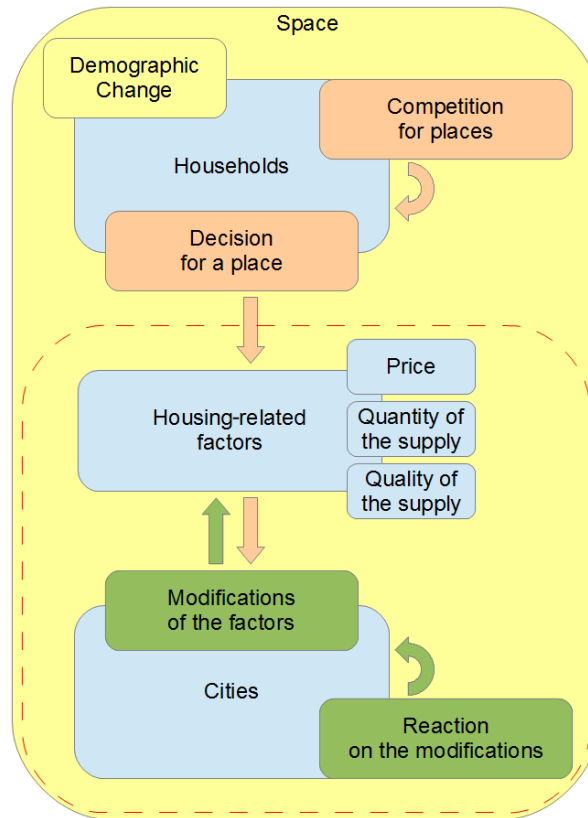 Space
Demographic
Change
Competition
for places
Households
Decision
for a place
Price
Housing-related
factors
Quantity of
the supply
Quality of
the supply
Modifications
of the factors
Cities
Reaction
on the modifications